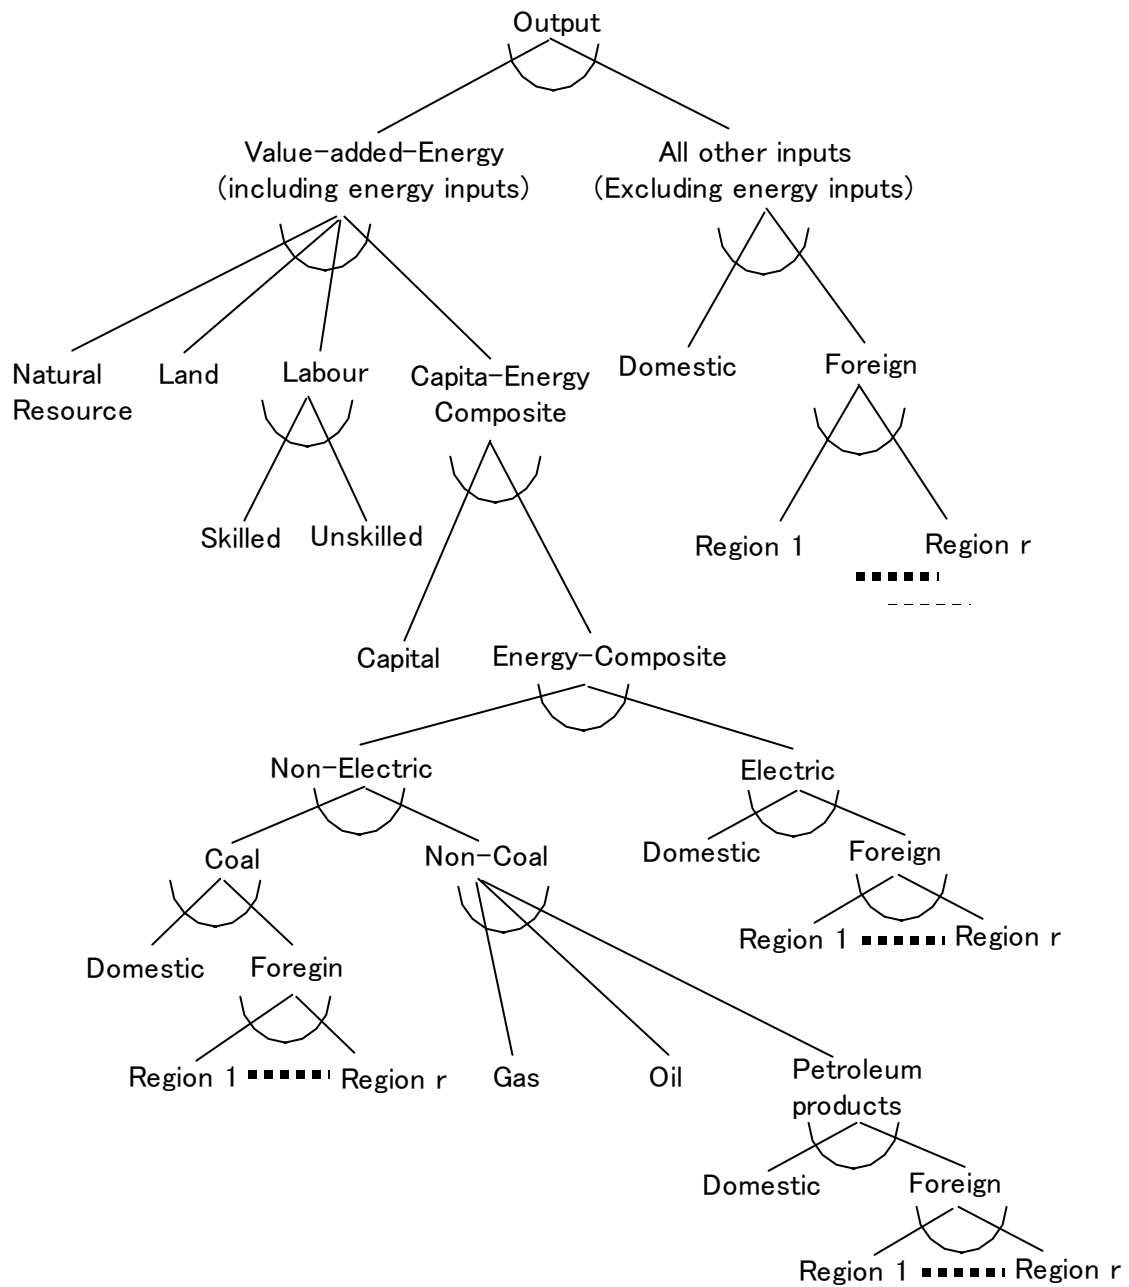 Output
Value-added-Energy
(including energy inputs)
All other inputs
(Excluding energy inputs)
Natural
Resource
Land
Labour
Capita-Energy
Composite
Domestic
Foreign
Skilled
Unskilled
Region 1
Region r
Capital
Energy-Composite
Non-Electric
Electric
Coal
Non-Coal
Domestic
Foreign
Region 1
Region r
Domestic
Foregin
Region 1
Region r
Gas
Oil
Petroleum
products
Domestic
Foreign
Region 1
Region r